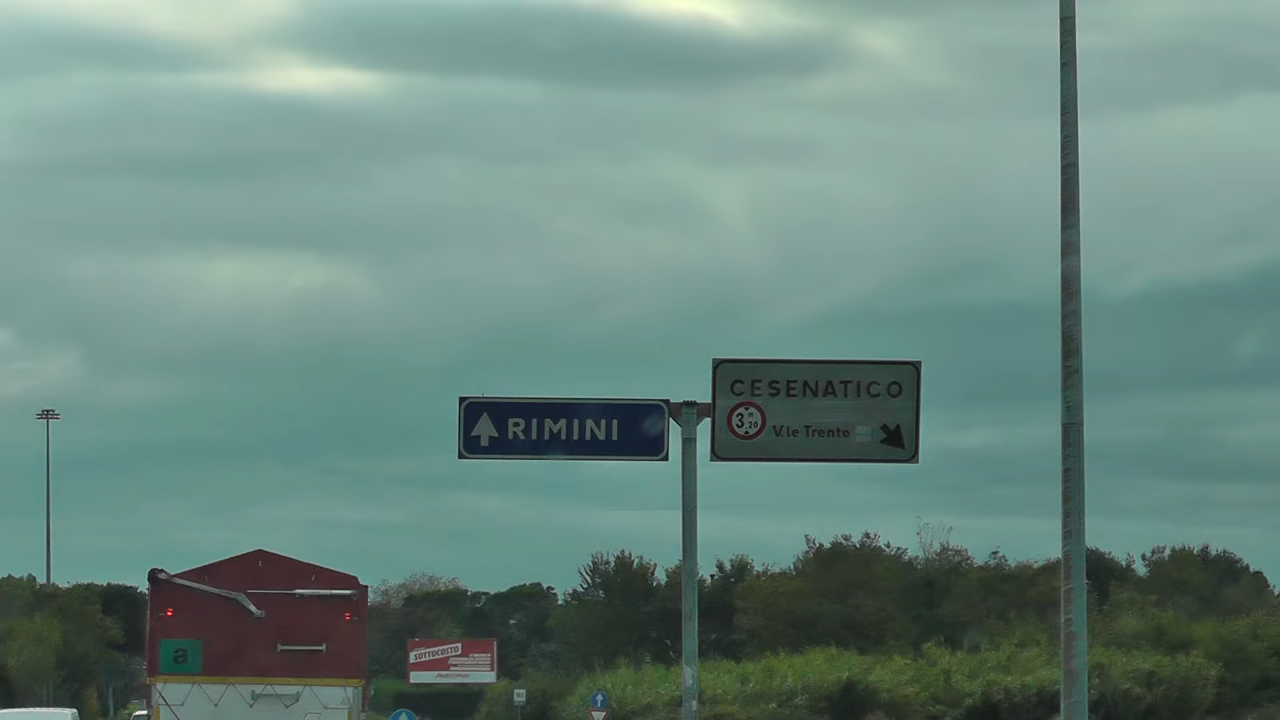 RIMINI
CESENATICO
3 m ,20
V.le Trento
a
SOTTOCOSTO